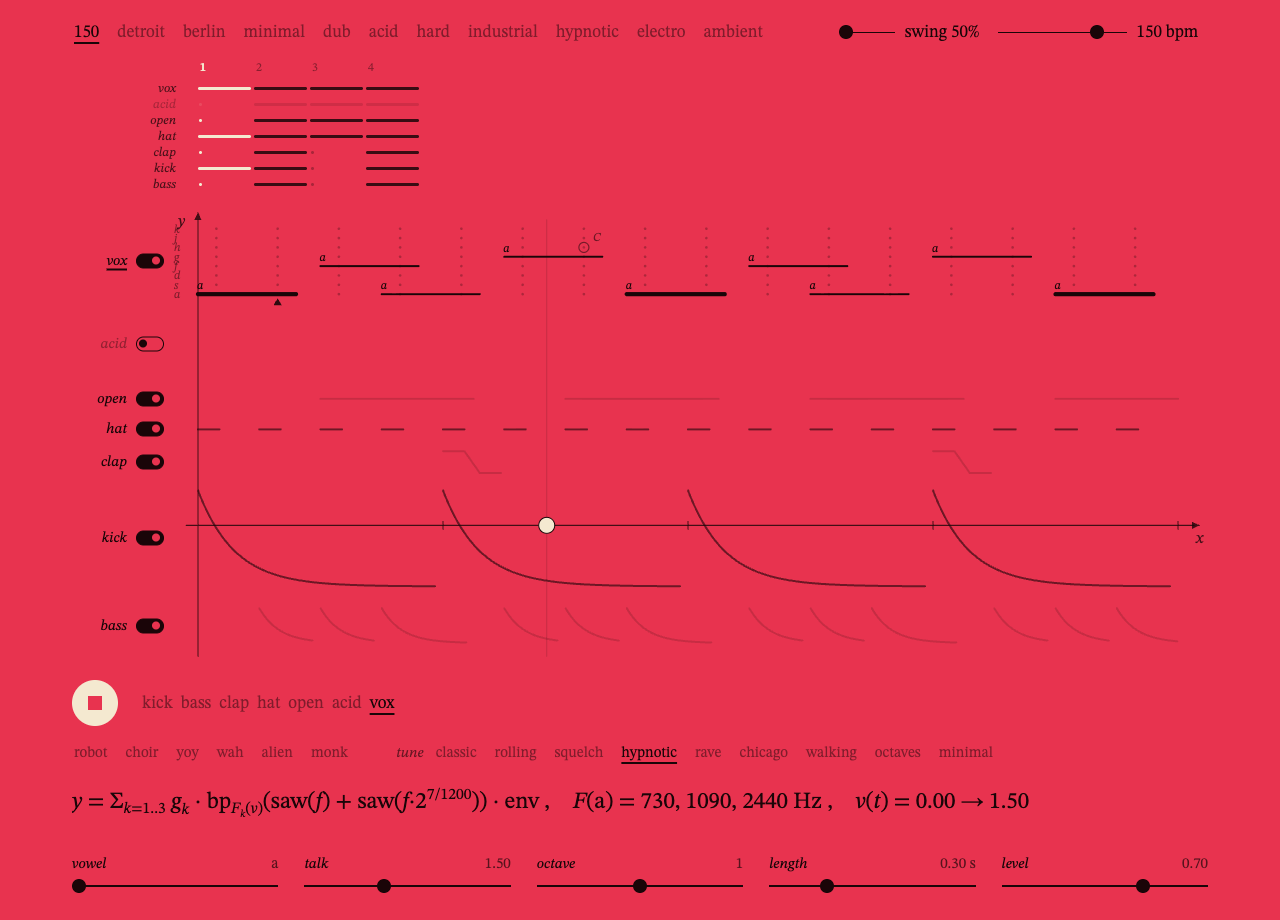 150 detroit berlin minimal dub acid hard industrial hypnotic electro ambient swing 50% 150 bpm
1 2 3 4
vox
acid
open
hat
clap
kick
bass
y
k
j
h
g
f
d
s
a
vox
a a a a a a a a a
C
acid
open
hat
clap
kick
x
bass
kick bass clap hat open acid vox
robot choir yoy wah alien monk tune classic rolling squelch hypnotic rave chicago walking octaves minimal
y = Σk=1..3 gk · bpFk(v)(saw(f) + saw(f·2^7/1200)) · env , F(a) = 730, 1090, 2440 Hz , v(t) = 0.00 → 1.50
vowel a talk 1.50 octave 1 length 0.30 s level 0.70